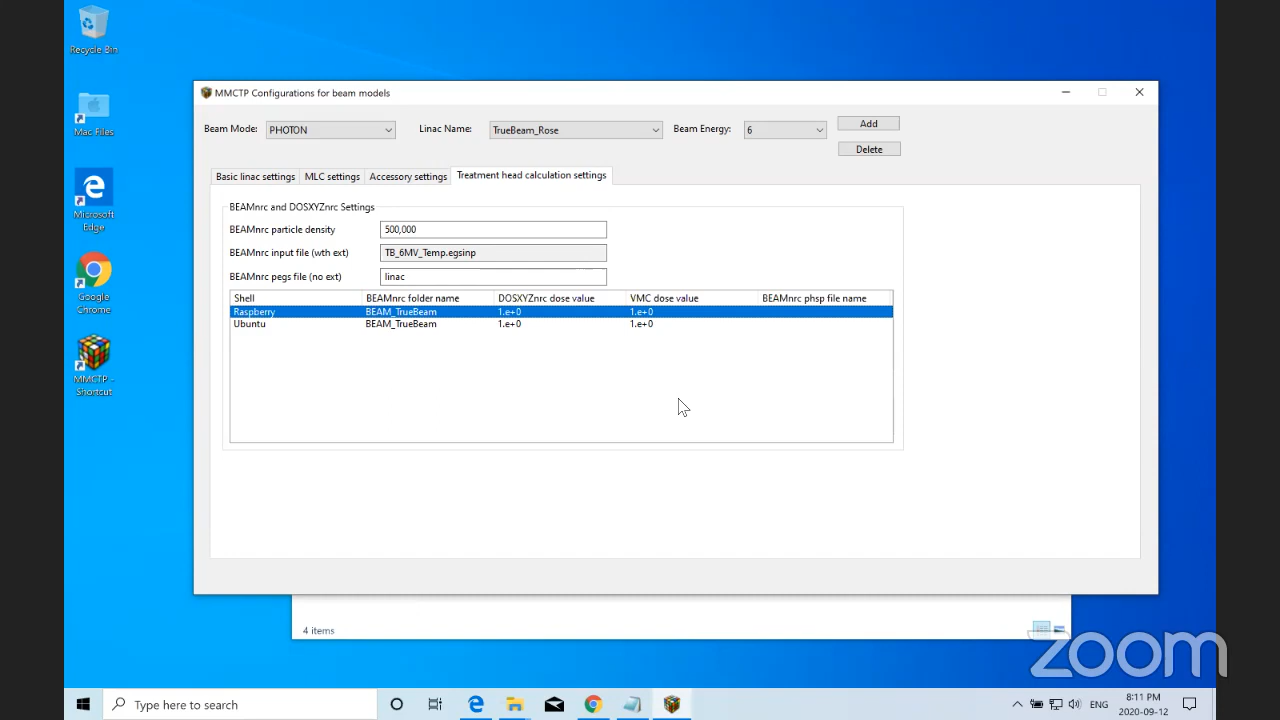 Recycle Bin
Mac Files
Microsoft
Edge
Google
Chrome
MMCTP -
Shortcut
MMCTP Configurations for beam models
Beam Mode: PHOTON Linac Name: TrueBeam_Rose Beam Energy: 6 Add
Delete
Basic linac settings MLC settings Accessory settings Treatment head calculation settings
BEAMnrc and DOSXYZnrc Settings
BEAMnrc particle density 500,000
BEAMnrc input file (wth ext) TB_6MV_Temp.egsinp
BEAMnrc pegs file (no ext) linac
Shell BEAMnrc folder name DOSXYZnrc dose value VMC dose value BEAMnrc phsp file name
Raspberry BEAM_TrueBeam 1.e+0 1.e+0
Ubuntu BEAM_TrueBeam 1.e+0 1.e+0
4 items
zoom
Type here to search
ENG
8:11 PM
2020-09-12